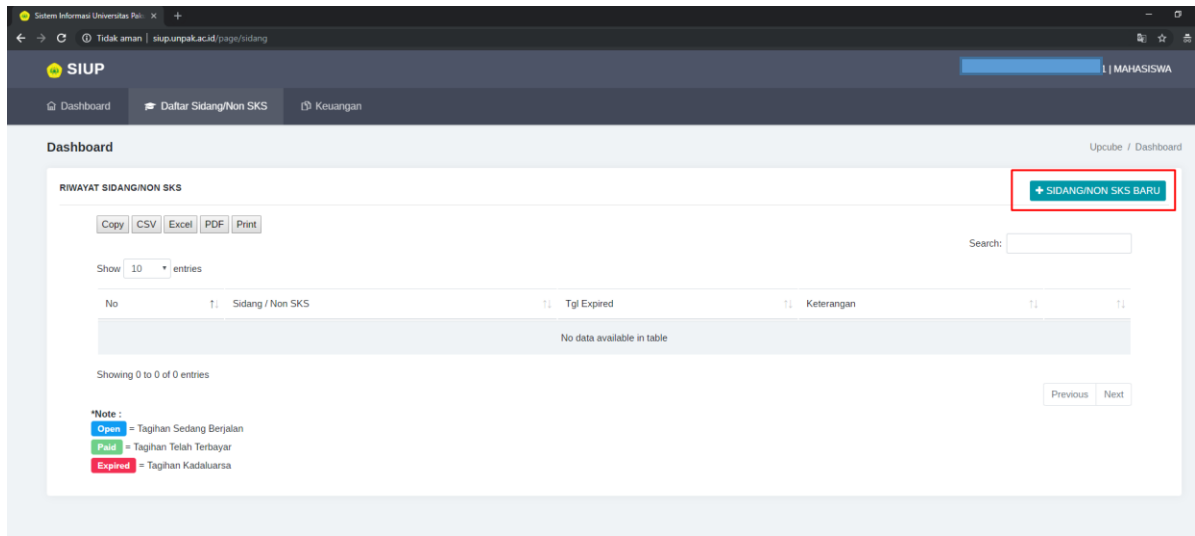 Sistem Informasi Universitas Pak
Tidak aman | siup.unpak.ac.id/page/sidang
SIUP
1 | MAHASISWA
Dashboard Daftar Sidang/Non SKS Keuangan
Dashboard
Upcube / Dashboard
RIWAYAT SIDANG/NON SKS
+ SIDANG/NON SKS BARU
Copy CSV Excel PDF Print
Search:
Show 10 entries
No Sidang / Non SKS Tgl Expired Keterangan
No data available in table
Showing 0 to 0 of 0 entries
Previous Next
*Note :
Open = Tagihan Sedang Berjalan
Paid = Tagihan Telah Terbayar
Expired = Tagihan Kadaluarsa